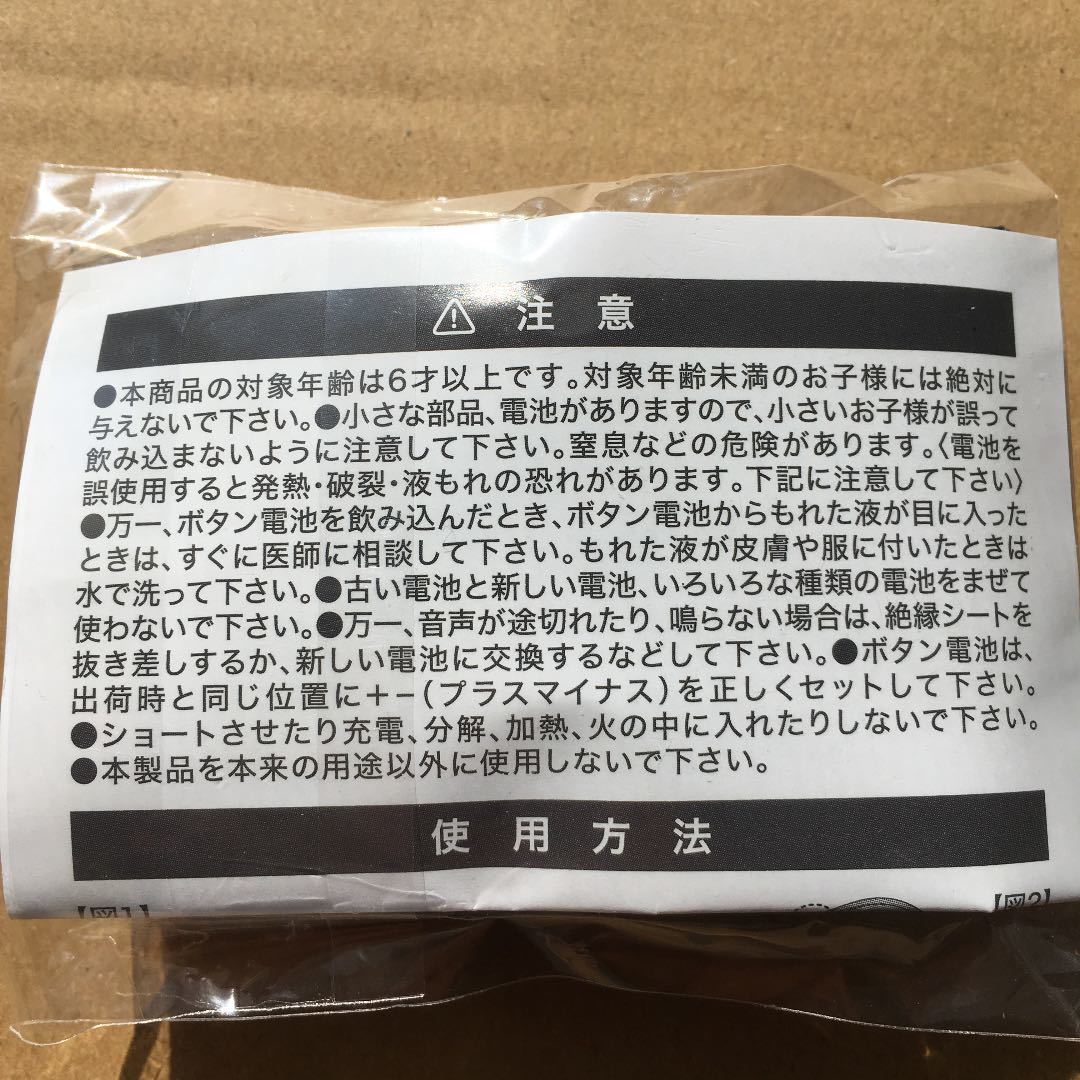 ⚠ 注意
●本商品の対象年齢は6才以上です。対象年齢未満のお子様には絶対に
与えないで下さい。●小さな部品、電池がありますので、小さいお子様が誤って
飲み込まないように注意して下さい。窒息などの危険があります。〈電池を
誤使用すると発熱・破裂・液もれの恐れがあります。下記に注意して下さい〉
●万一、ボタン電池を飲み込んだとき、ボタン電池からもれた液が目に入った
ときは、すぐに医師に相談して下さい。もれた液が皮膚や服に付いたときは
水で洗って下さい。●古い電池と新しい電池、いろいろな種類の電池をまぜて
使わないで下さい。●万一、音声が途切れたり、鳴らない場合は、絶縁シートを
抜き差しするか、新しい電池に交換するなどして下さい。●ボタン電池は、
出荷時と同じ位置に＋−（プラスマイナス）を正しくセットして下さい。
●ショートさせたり充電、分解、加熱、火の中に入れたりしないで下さい。
●本製品を本来の用途以外に使用しないで下さい。
使用方法
【図1】 【図2】